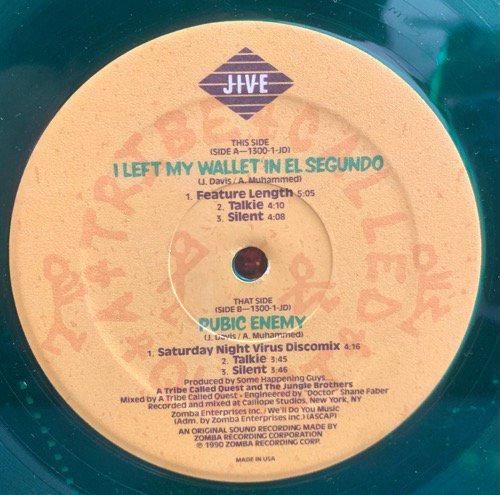 JIVE
THIS SIDE
(SIDE A—1300-1-JD)
I LEFT MY WALLET IN EL SEGUNDO
(J. Davis / A. Muhammed)
1. Feature Length 5:05
2. Talkie 4:10
3. Silent 4:08
THAT SIDE
(SIDE B—1300-1-JD)
PUBIC ENEMY
(J. Davis / A. Muhammed)
1. Saturday Night Virus Discomix 4:16
2. Talkie 3:45
3. Silent 3:46
Produced by Some Happening Guys....
A Tribe Called Quest and The Jungle Brothers
Mixed by A Tribe Called Quest - Engineered by "Doctor" Shane Faber
Recorded and mixed at Calliope Studios, New York, NY
Zomba Enterprises Inc. / We'll Do You Music
(Adm. by Zomba Enterprises Inc.) (ASCAP)
AN ORIGINAL SOUND RECORDING MADE BY
ZOMBA RECORDING CORPORATION
℗ 1990 ZOMBA RECORDING CORP.
MADE IN USA
A TRIBE CALLED